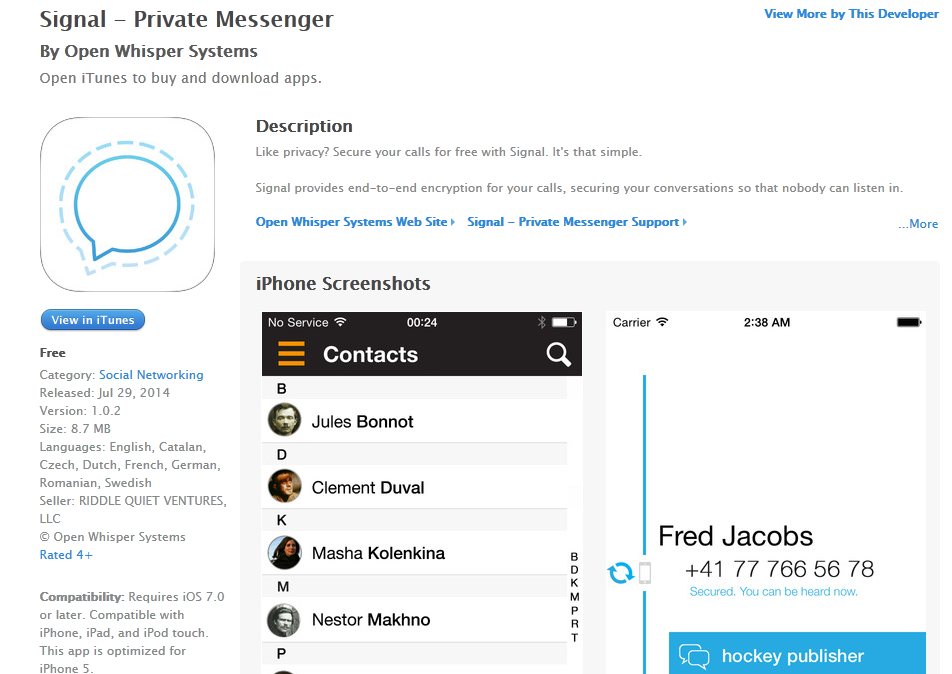 Signal – Private Messenger
View More by This Developer
By Open Whisper Systems
Open iTunes to buy and download apps.
Description
Like privacy? Secure your calls for free with Signal. It's that simple.
Signal provides end-to-end encryption for your calls, securing your conversations so that nobody can listen in.
Open Whisper Systems Web Site
Signal – Private Messenger Support
...More
View in iTunes
Free
Category: Social Networking
Released: Jul 29, 2014
Version: 1.0.2
Size: 8.7 MB
Languages: English, Catalan,
Czech, Dutch, French, German,
Romanian, Swedish
Seller: RIDDLE QUIET VENTURES,
LLC
© Open Whisper Systems
Rated 4+
Compatibility: Requires iOS 7.0
or later. Compatible with
iPhone, iPad, and iPod touch.
This app is optimized for
iPhone 5.
iPhone Screenshots
No Service 00:24
Contacts
B
Jules Bonnot
D
Clement Duval
K
Masha Kolenkina
M
Nestor Makhno
P
B
D
K
M
P
R
T
Carrier 2:38 AM
Fred Jacobs
+41 77 766 56 78
Secured. You can be heard now.
hockey publisher